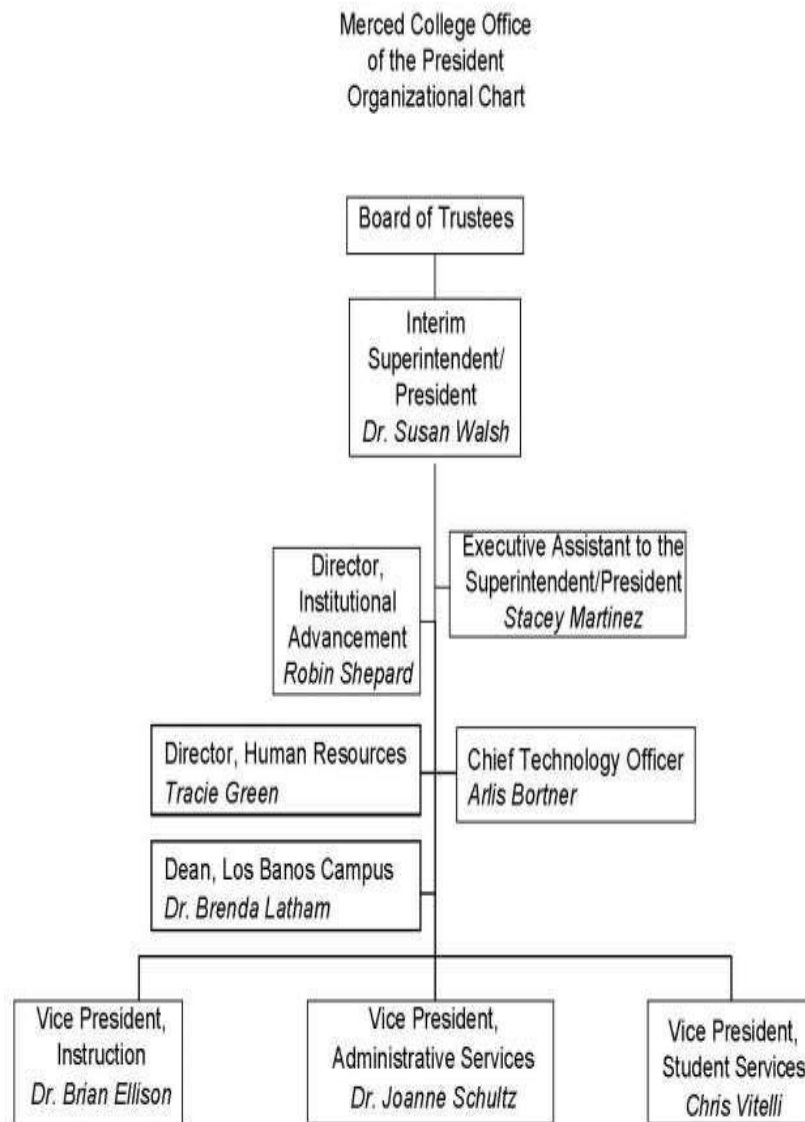 Merced College Office
of the President
Organizational Chart
Board of Trustees
Interim
Superintendent/
President
Dr. Susan Walsh
Executive Assistant to the
Superintendent/President
Stacey Martinez
Director,
Institutional
Advancement
Robin Shepard
Director, Human Resources
Tracie Green
Chief Technology Officer
Arlis Bortner
Dean, Los Banos Campus
Dr. Brenda Latham
Vice President,
Instruction
Dr. Brian Ellison
Vice President,
Administrative Services
Dr. Joanne Schultz
Vice President,
Student Services
Chris Vitelli